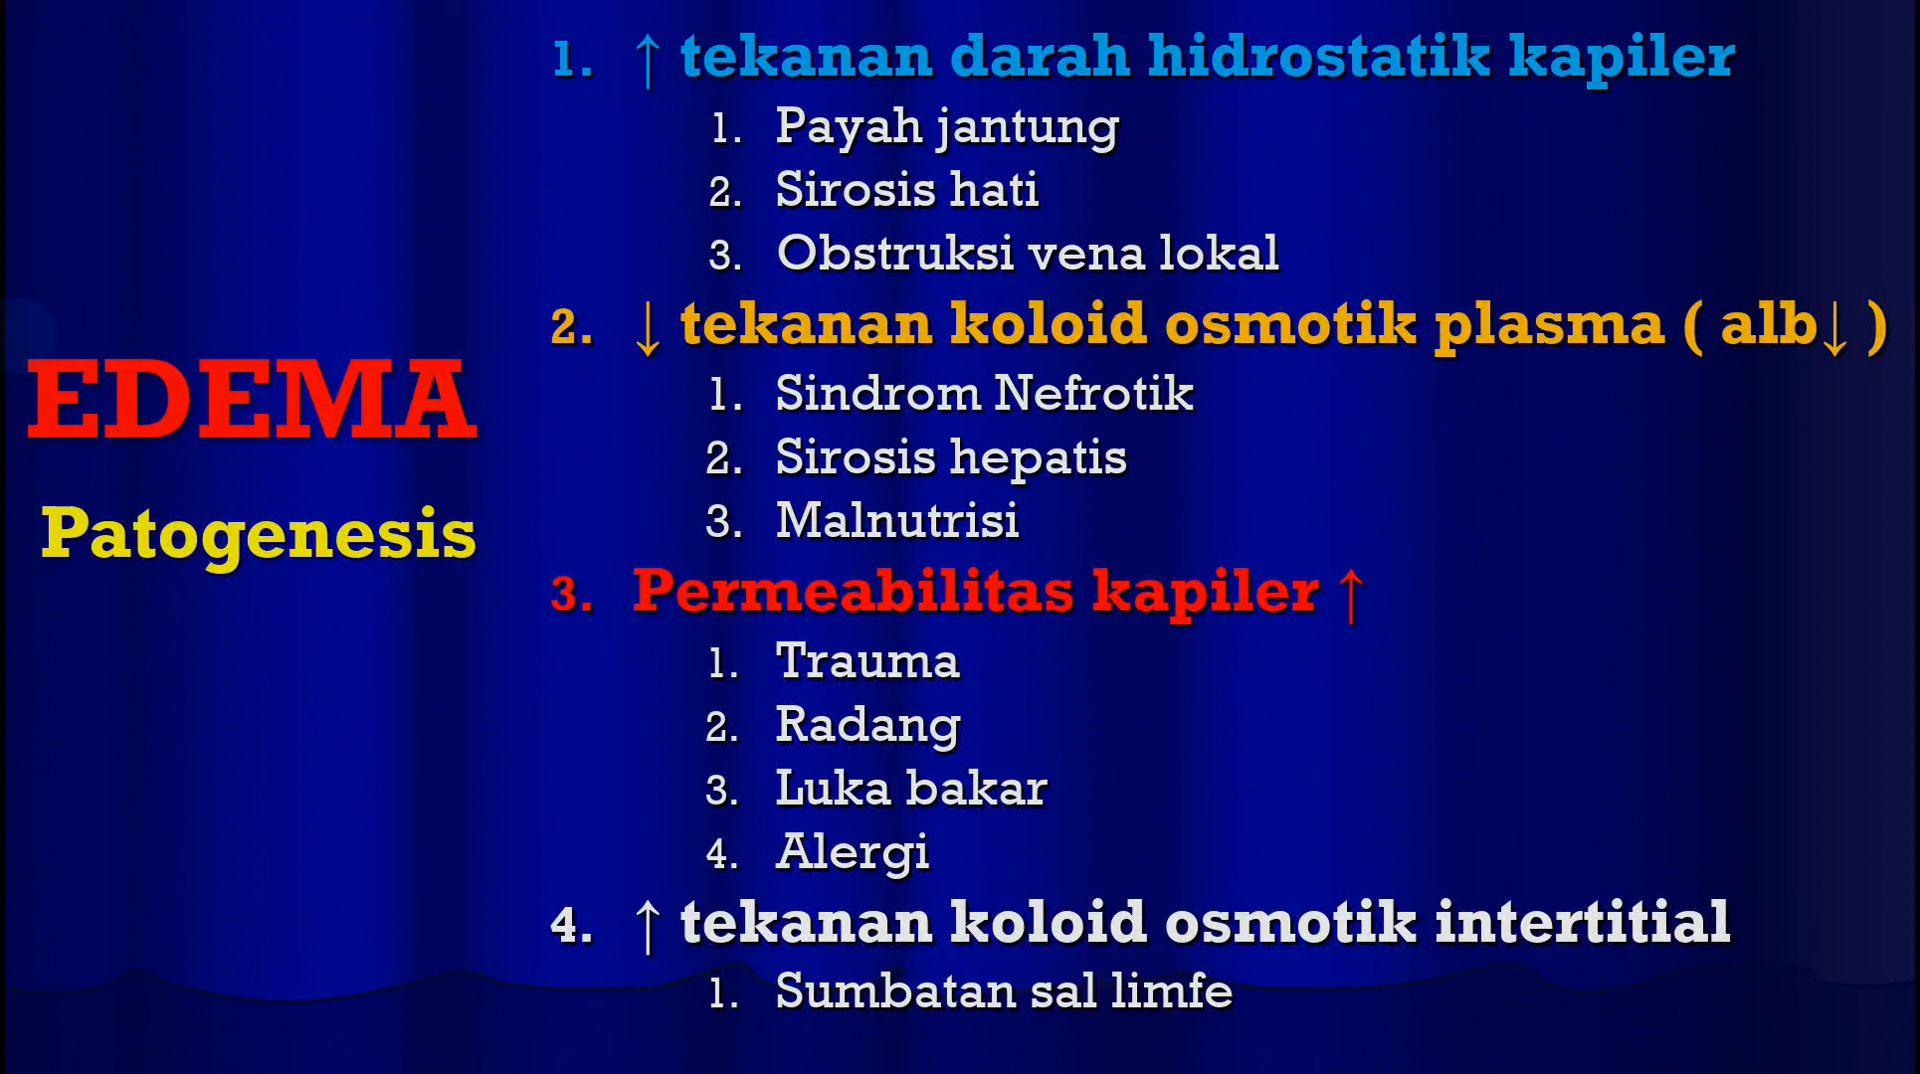 EDEMA
Patogenesis
1. ↑ tekanan darah hidrostatik kapiler
1. Payah jantung
2. Sirosis hati
3. Obstruksi vena lokal
2. ↓ tekanan koloid osmotik plasma ( alb↓ )
1. Sindrom Nefrotik
2. Sirosis hepatis
3. Malnutrisi
3. Permeabilitas kapiler ↑
1. Trauma
2. Radang
3. Luka bakar
4. Alergi
4. ↑ tekanan koloid osmotik intertitial
1. Sumbatan sal limfe